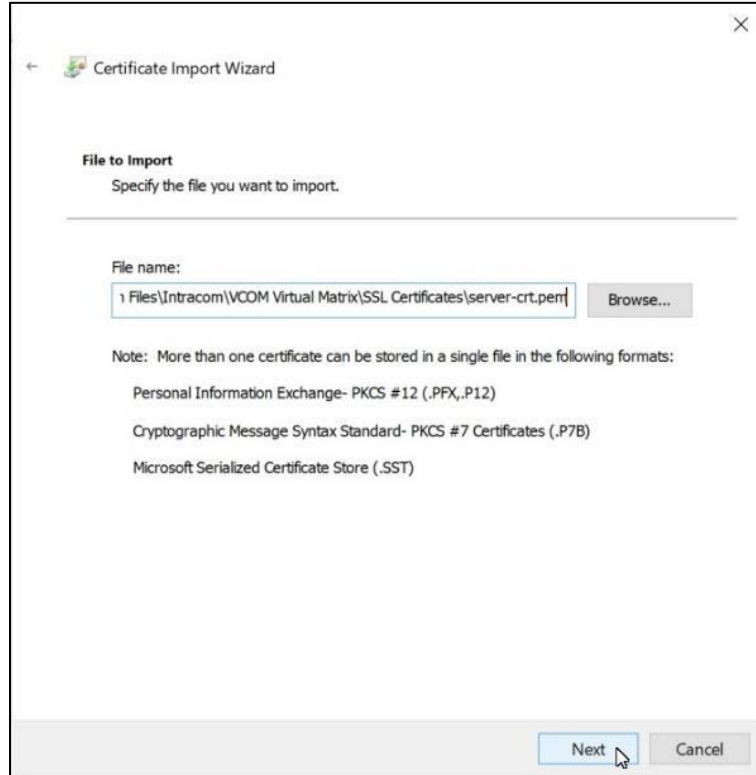 Certificate Import Wizard
File to Import
Specify the file you want to import.
File name:
ı Files\Intracom\VCOM Virtual Matrix\SSL Certificates\server-crt.pem
Browse...
Note: More than one certificate can be stored in a single file in the following formats:
Personal Information Exchange- PKCS #12 (.PFX,.P12)
Cryptographic Message Syntax Standard- PKCS #7 Certificates (.P7B)
Microsoft Serialized Certificate Store (.SST)
Next
Cancel